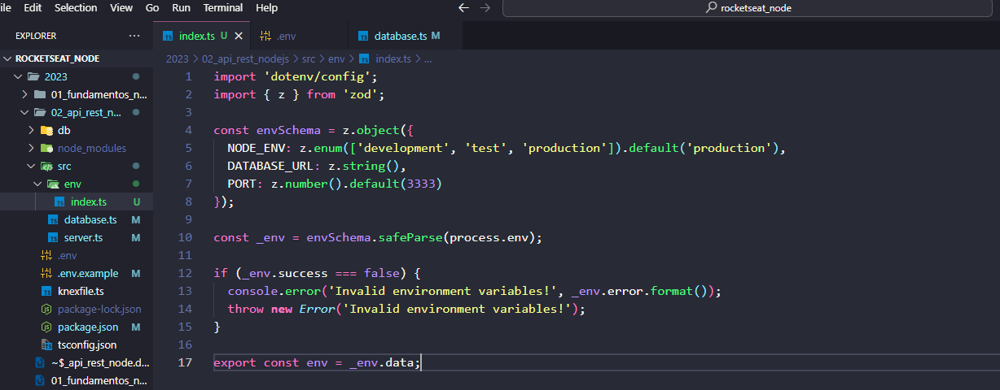 ile Edit Selection View Go Run Terminal Help
rocketseat_node
EXPLORER
index.ts U
.env
database.ts M
ROCKETSEAT_NODE
2023
01_fundamentos_n...
02_api_rest_n...
db
node_modules
src
env
index.ts U
database.ts M
server.ts M
.env
.env.example M
knexfile.ts
package-lock.json
package.json M
tsconfig.json
~$_api_rest_node.d...
01_fundamentos_n...
2023 > 02_api_rest_nodejs > src > env > index.ts > ...
1 import 'dotenv/config';
2 import { z } from 'zod';
3
4 const envSchema = z.object({
5 NODE_ENV: z.enum(['development', 'test', 'production']).default('production'),
6 DATABASE_URL: z.string(),
7 PORT: z.number().default(3333)
8 });
9
10 const _env = envSchema.safeParse(process.env);
11
12 if (_env.success === false) {
13 console.error('Invalid environment variables!', _env.error.format());
14 throw new Error('Invalid environment variables!');
15 }
16
17 export const env = _env.data;